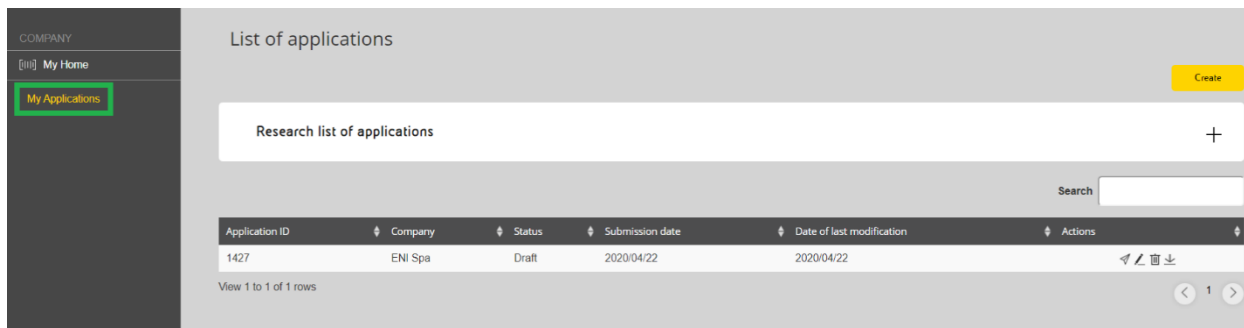 COMPANY
My Home
My Applications
List of applications
Create
Research list of applications
Search
Application ID Company Status Submission date Date of last modification Actions
1427 ENI Spa Draft 2020/04/22 2020/04/22
View 1 to 1 of 1 rows
1